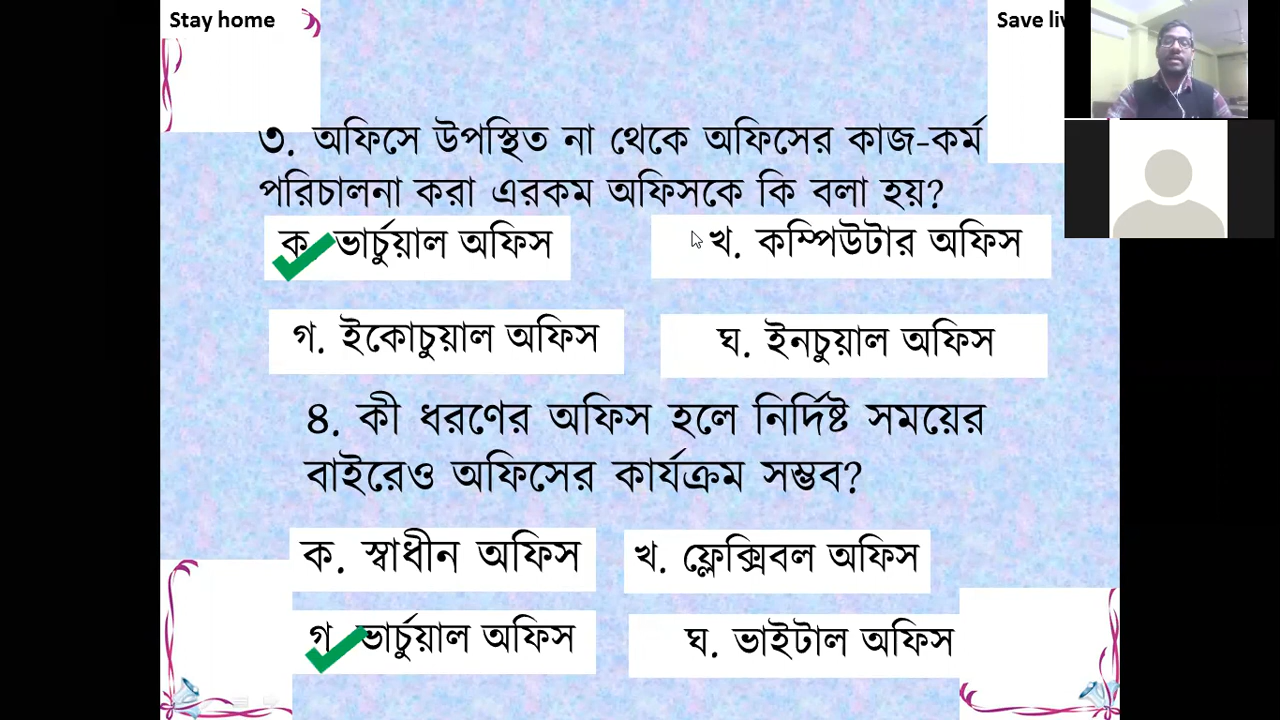 Stay home
Save liv
৩. অফিসে উপস্থিত না থেকে অফিসের কাজ-কর্ম
পরিচালনা করা এরকম অফিসকে কি বলা হয়?
ক. ভার্চুয়াল অফিস
খ. কম্পিউটার অফিস
গ. ইকোচুয়াল অফিস
ঘ. ইনচুয়াল অফিস
৪. কী ধরণের অফিস হলে নির্দিষ্ট সময়ের
বাইরেও অফিসের কার্যক্রম সম্ভব?
ক. স্বাধীন অফিস
খ. ফ্লেক্সিবল অফিস
গ. ভার্চুয়াল অফিস
ঘ. ভাইটাল অফিস